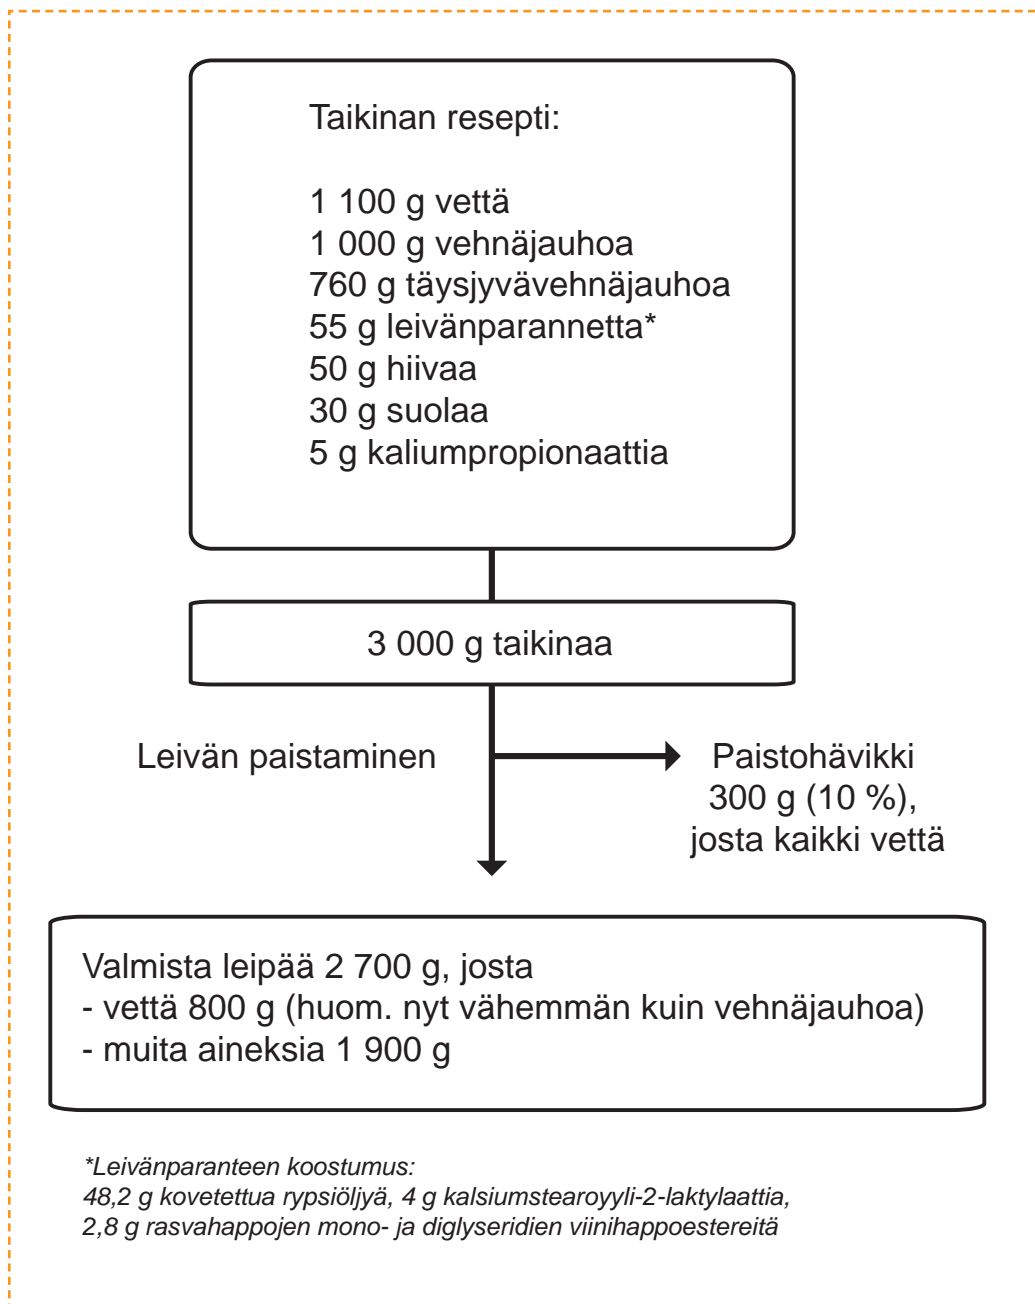 Taikinan resepti:
1 100 g vettä
1 000 g vehnäjauhoa
760 g täysjyvävehnäjauhoa
55 g leivänparannetta*
50 g hiivaa
30 g suolaa
5 g kaliumpropionaattia
3 000 g taikinaa
Leivän paistaminen
Paistohävikki
300 g (10 %),
josta kaikki vettä
Valmista leipää 2 700 g, josta
- vettä 800 g (huom. nyt vähemmän kuin vehnäjauhoa)
- muita aineksia 1 900 g
*Leivänparanteen koostumus:
48,2 g kovetettua rypsiöljyä, 4 g kalsiumstearoyyli-2-laktylaattia,
2,8 g rasvahappojen mono- ja diglyseridien viinihappoestereitä